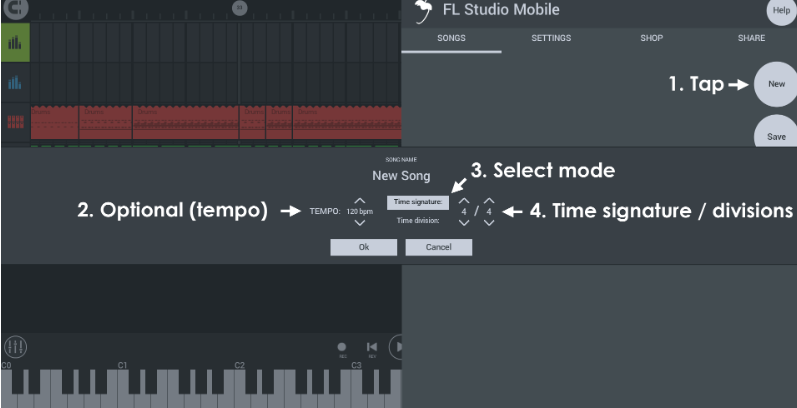 FL Studio Mobile
Help
SONGS SETTINGS SHOP SHARE
1. Tap
New
Save
SONG NAME
New Song
3. Select mode
2. Optional (tempo)
TEMPO: 120 bpm
Time signature:
4 / 4
4. Time signature / divisions
Time division:
Ok Cancel
C0 C1 C2 C3